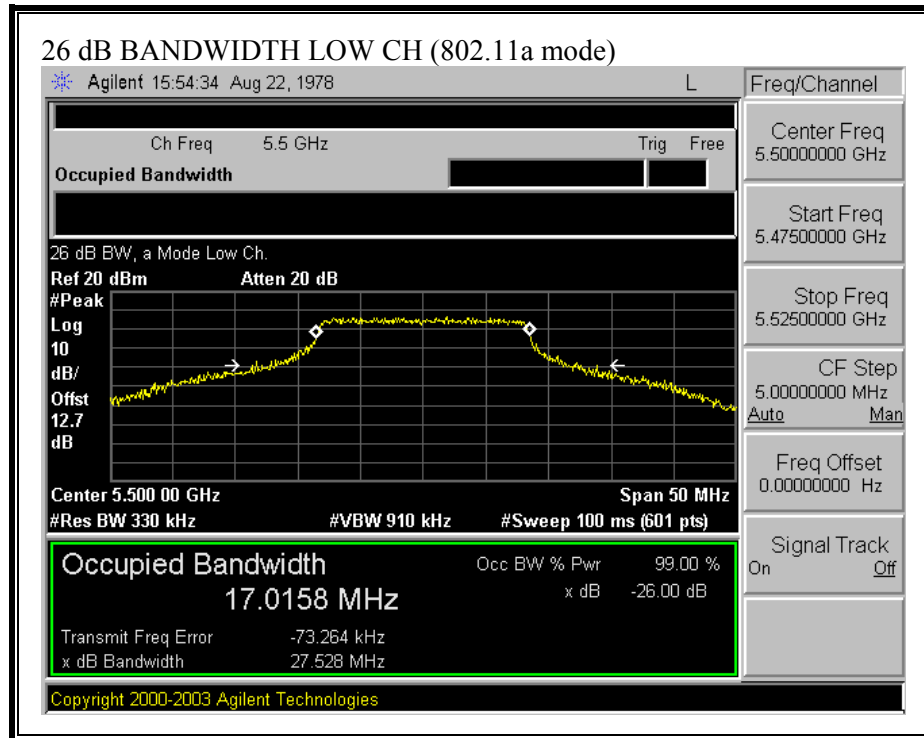 26 dB BANDWIDTH LOW CH (802.11a mode)
Agilent 15:54:34 Aug 22, 1978 L
Freq/Channel
Ch Freq 5.5 GHz Trig Free
Occupied Bandwidth
Center Freq
5.50000000 GHz
Start Freq
5.47500000 GHz
Stop Freq
5.52500000 GHz
CF Step
5.00000000 MHz
Auto Man
Freq Offset
0.00000000 Hz
Signal Track
On Off
26 dB BW, a Mode Low Ch.
Ref 20 dBm Atten 20 dB
#Peak
Log
10
dB/
Offst
12.7
dB
Center 5.500 00 GHz Span 50 MHz
#Res BW 330 kHz #VBW 910 kHz #Sweep 100 ms (601 pts)
Occupied Bandwidth
17.0158 MHz
Occ BW % Pwr 99.00 %
x dB -26.00 dB
Transmit Freq Error -73.264 kHz
x dB Bandwidth 27.528 MHz
Copyright 2000-2003 Agilent Technologies